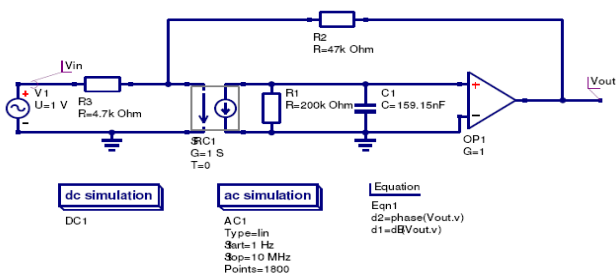 R2
R=47k Ohm
Vin
Vout
V1
U=1 V
R3
R=4.7k Ohm
R1
R=200k Ohm
C1
C=159.15nF
SRC1
G=1 S
T=0
OP1
G=1
dc simulation
DC1
ac simulation
AC1
Type=lin
Start=1 Hz
Stop=10 MHz
Points=1800
Equation
Eqn1
d2=phase(Vout.v)
d1=dB(Vout.v)